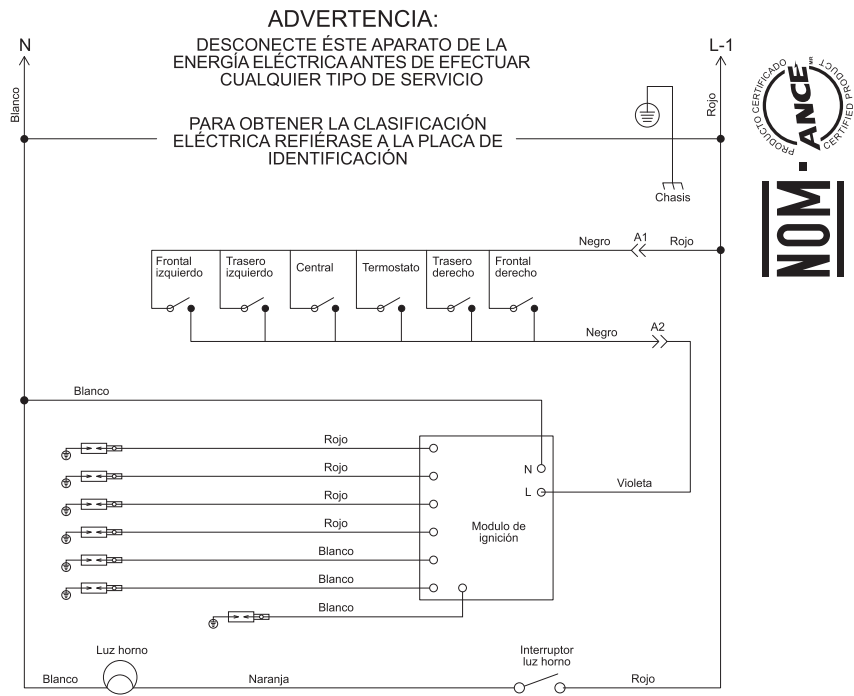 ADVERTENCIA:
DESCONECTE ÉSTE APARATO DE LA
ENERGÍA ELÉCTRICA ANTES DE EFECTUAR
CUALQUIER TIPO DE SERVICIO
N
L-1
Blanco
Rojo
PARA OBTENER LA CLASIFICACIÓN
ELÉCTRICA REFIÉRASE A LA PLACA DE
IDENTIFICACIÓN
Chasis
PRODUCTO CERTIFICADO
ANCE
MR
CERTIFIED PRODUCT
NOM
Negro
A1
Rojo
Frontal
izquierdo
Trasero
izquierdo
Central
Termostato
Trasero
derecho
Frontal
derecho
Negro
A2
Blanco
Rojo
Rojo
Rojo
Rojo
Blanco
Blanco
Blanco
N
L
Violeta
Modulo de
ignición
Luz horno
Interruptor
luz horno
Blanco
Naranja
Rojo